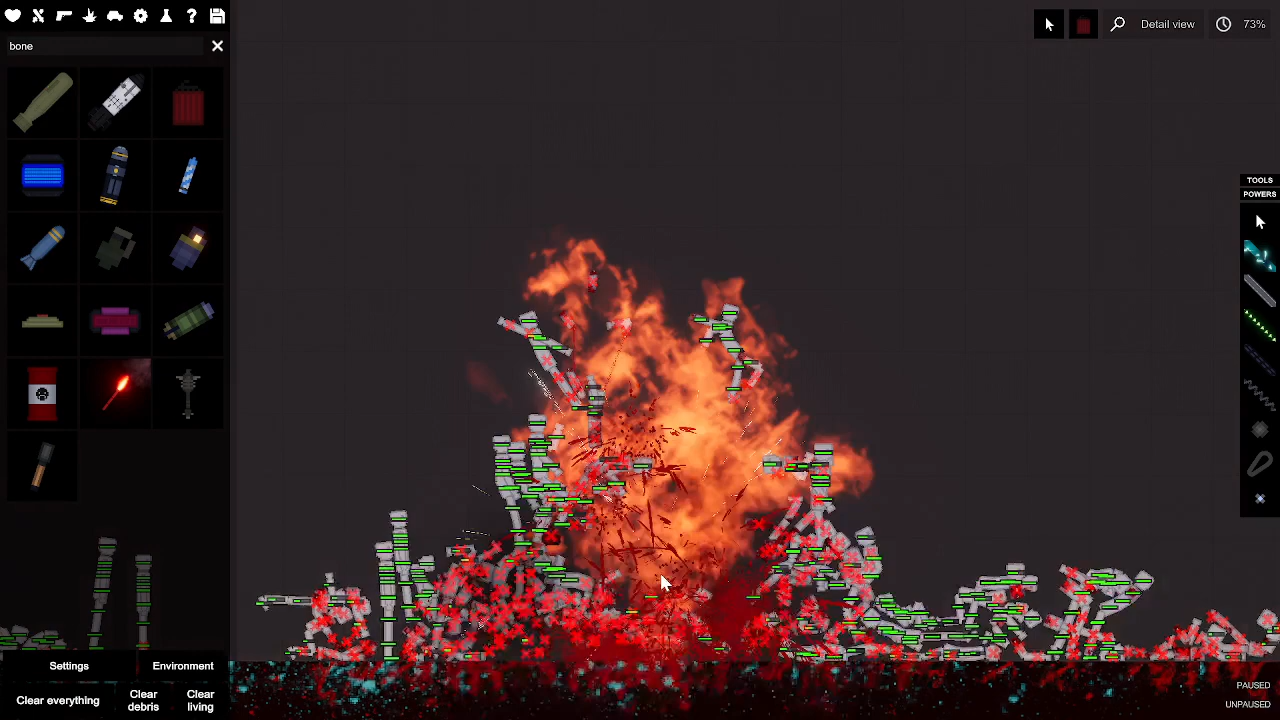 bone
Detail view
73%
TOOLS
POWERS
Settings
Environment
Clear everything
Clear
debris
Clear
living
PAUSED
UNPAUSED